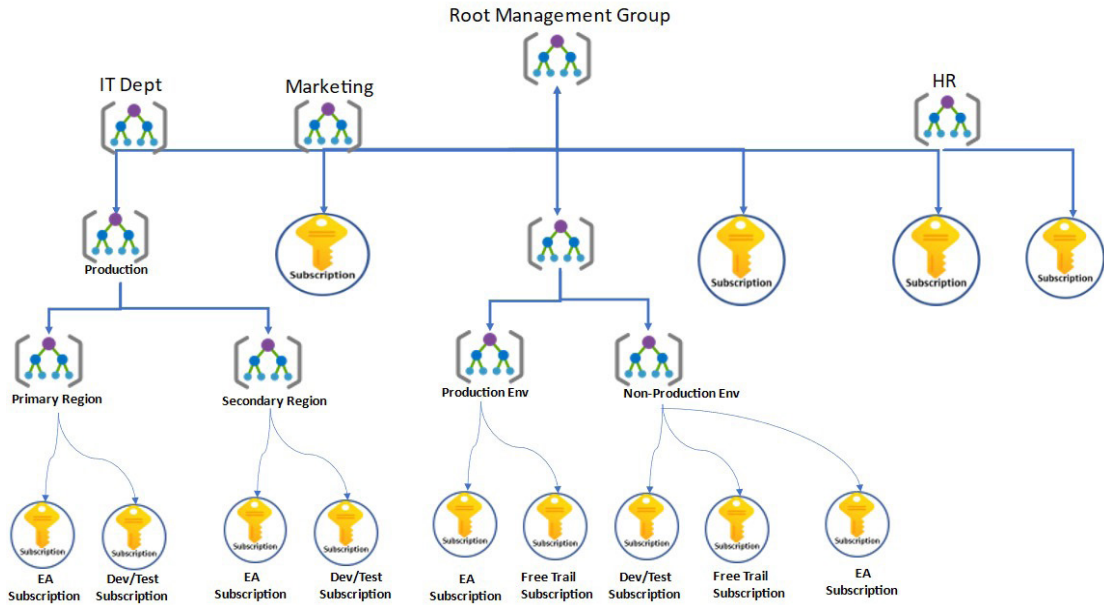 Root Management Group
IT Dept
Marketing
HR
Subscription
Subscription
Subscription
Subscription
Production
Primary Region
Secondary Region
Production Env
Non-Production Env
Subscription
Subscription
Subscription
Subscription
Subscription
Subscription
Subscription
Subscription
Subscription
EA
Subscription
Dev/Test
Subscription
EA
Subscription
Dev/Test
Subscription
EA
Subscription
Free Trail
Subscription
Dev/Test
Subscription
Free Trail
Subscription
EA
Subscription